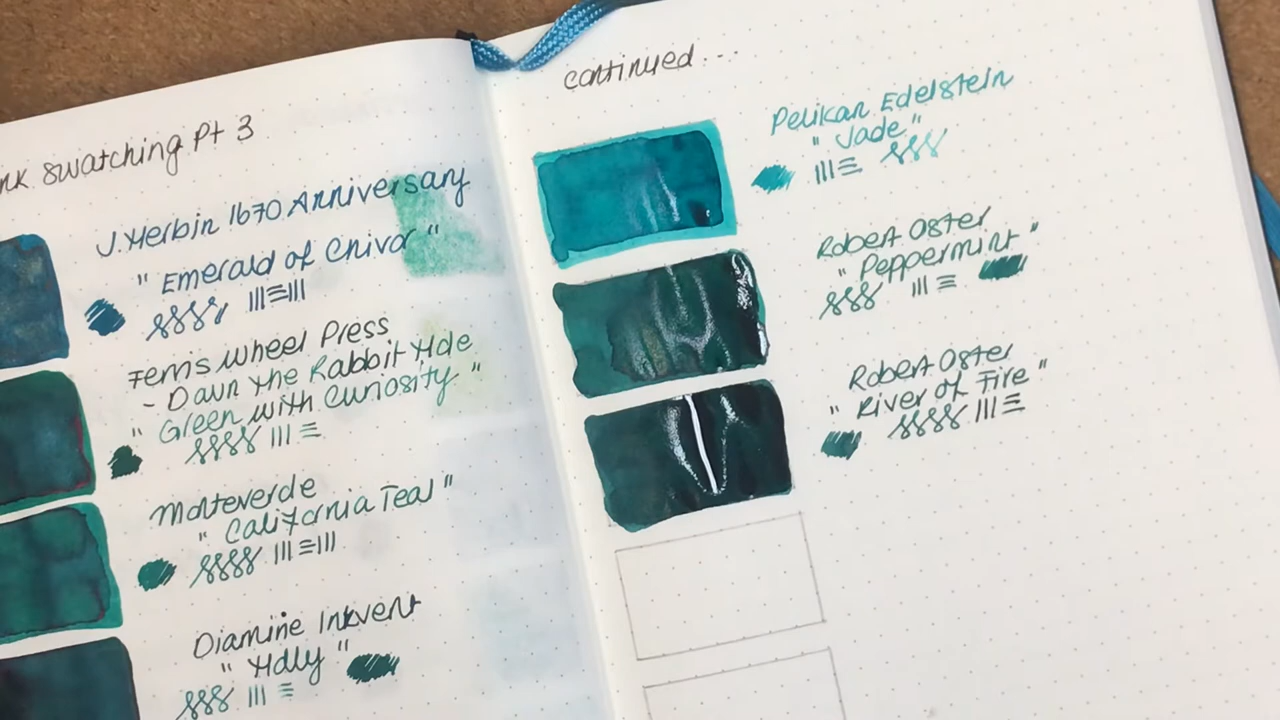 nk swatching Pt 3
J. Herbin 1670 Anniversary
"Emerald of Chivor"
Ferris Wheel Press
- Down the Rabbit Hole
"Green with Curiosity"
Monteverde
"California Teal"
Diamine Inkvent
"Holly"
continued...
Pelikan Edelstein
"Jade"
Robert Oster
"Peppermint"
Robert Oster
"River of Fire"